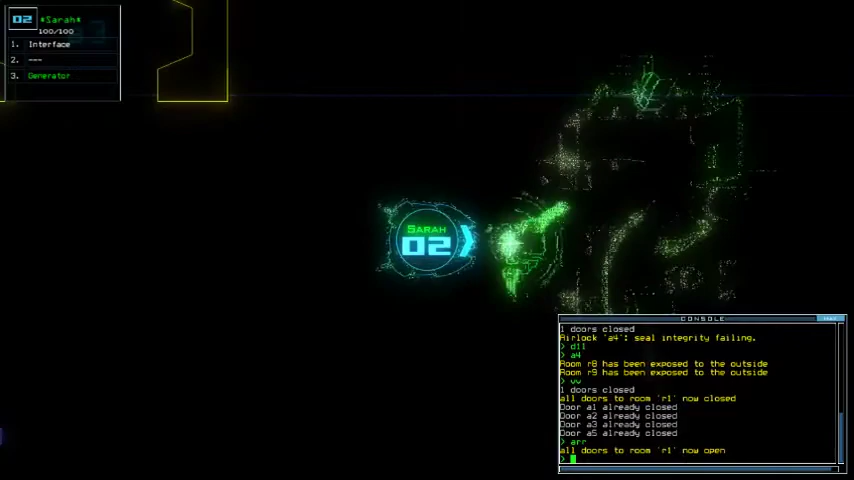 02 *Sarah*
100/100
1. Interface
2. ---
3. Generator
SARAH
02
CONSOLE
1 doors closed
Airlock 'a4': seal integrity failing.
> d11
> a4
Room r8 has been exposed to the outside
Room r9 has been exposed to the outside
> vv
1 doors closed
all doors to room 'r1' now closed
Door a1 already closed
Door a2 already closed
Door a3 already closed
Door a5 already closed
> arr
all doors to room 'r1' now open
>